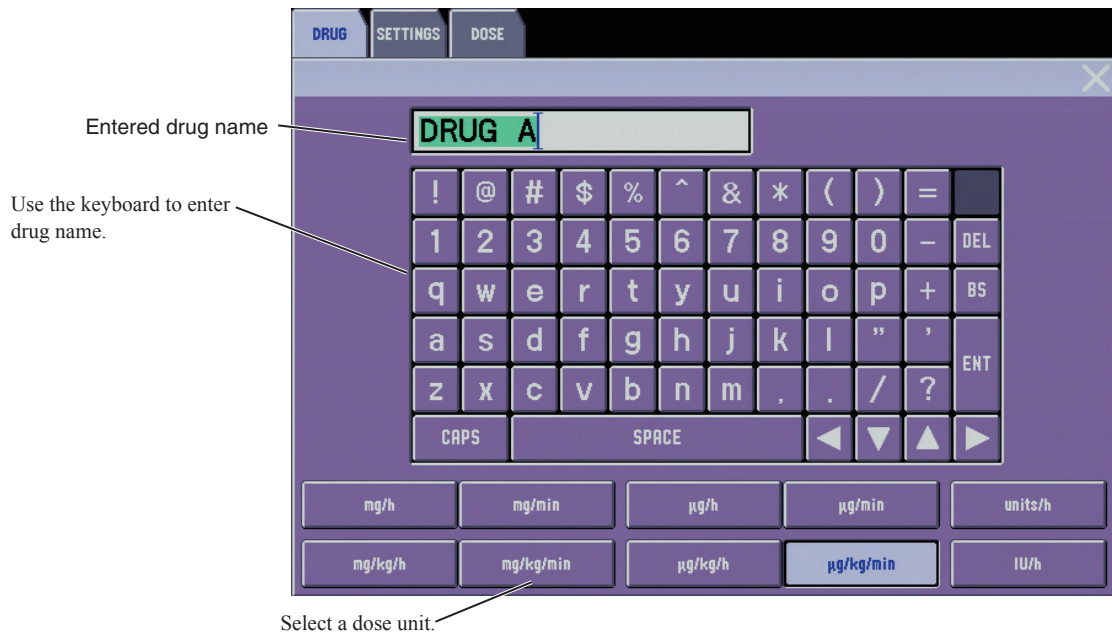 DRUG SETTINGS DOSE
Entered drug name
DRUG A
Use the keyboard to enter
drug name.
! @ # $ % ^ & * ( ) =
1 2 3 4 5 6 7 8 9 0 – DEL
q w e r t y u i o p + BS
a s d f g h j k l ” ’
ENT
z x c v b n m , . / ?
CAPS SPACE ◀ ▼ ▲ ▶
mg/h mg/min µg/h µg/min units/h
mg/kg/h mg/kg/min µg/kg/h µg/kg/min IU/h
Select a dose unit.